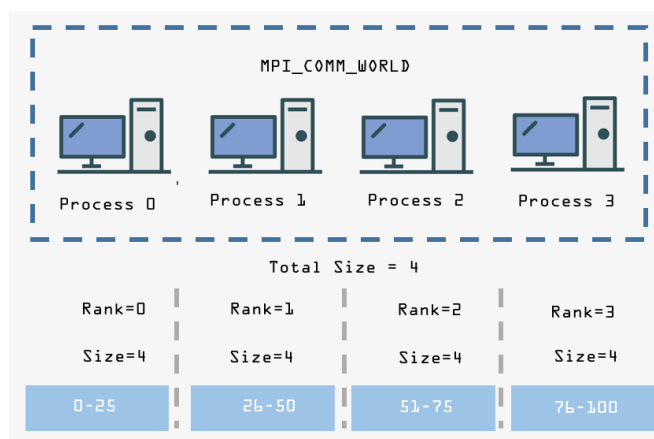 MPI_COMM_WORLD
Process 0 Process 1 Process 2 Process 3
Total Size = 4
Rank=0 Rank=1 Rank=2 Rank=3
Size=4 Size=4 Size=4 Size=4
0-25 26-50 51-75 76-100